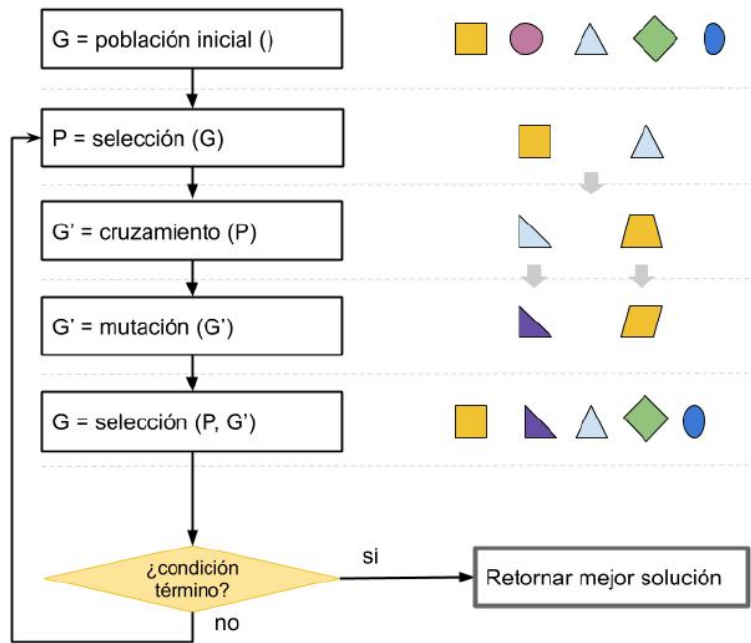 G = población inicial ()
P = selección (G)
G’ = cruzamiento (P)
G’ = mutación (G’)
G = selección (P, G’)
¿condición
término?
si
no
Retornar mejor solución